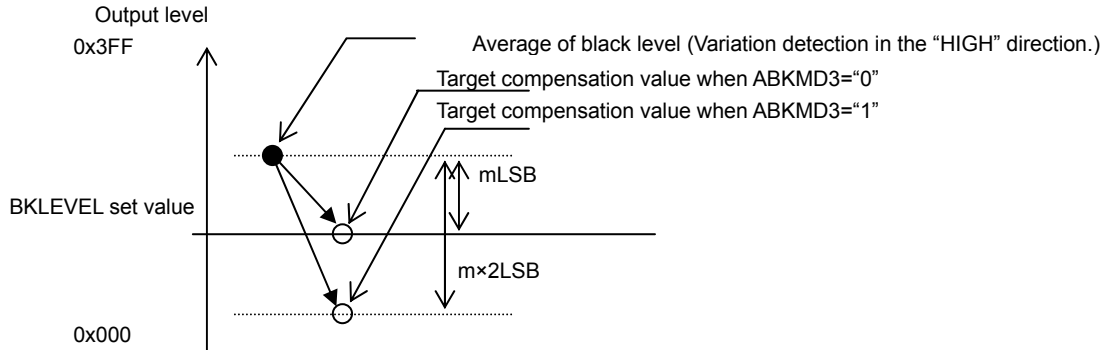 Output level
0x3FF
Average of black level (Variation detection in the “HIGH” direction.)
Target compensation value when ABKMD3=“0”
Target compensation value when ABKMD3=“1”
mLSB
BKLEVEL set value
m×2LSB
0x000